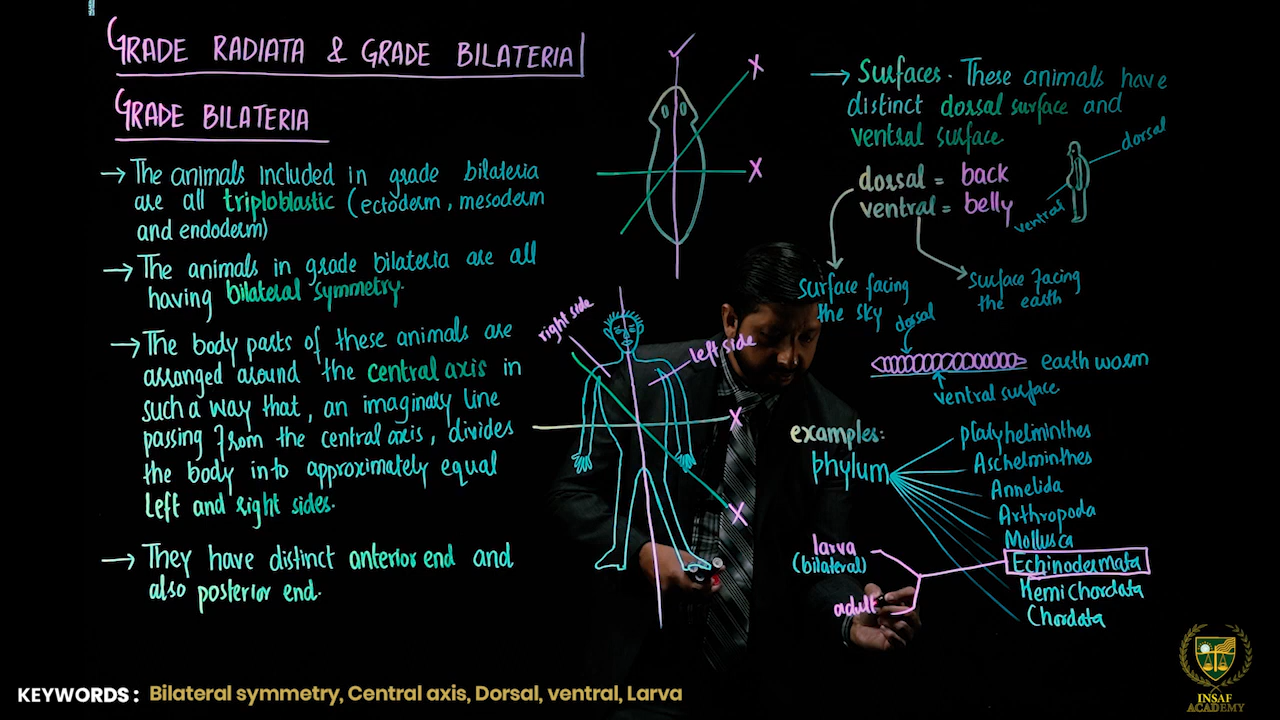 GRADE RADIATA & GRADE BILATERIA
GRADE BILATERIA
→ The animals included in grade bilateria
are all triploblastic (ectoderm, mesoderm
and endoderm)
→ The animals in grade bilateria are all
having bilateral symmetry.
→ The body parts of these animals are
arranged around the central axis in
such a way that, an imaginary line
passing from the central axis, divides
the body into approximately equal
left and right sides.
→ They have distinct anterior end and
also posterior end.
X
X
right side
left side
X
X
→ Surfaces. These animals have
distinct dorsal surface and
ventral surface.
dorsal = back
ventral = belly
dorsal
ventral
surface facing
the sky
surface facing
the earth
dorsal
earth worm
ventral surface
examples:
phylum
Platyhelminthes
Aschelminthes
Annelida
Arthropoda
Mollusca
Echinodermata
Hemichordata
Chordata
larva
(bilateral)
adult
KEYWORDS : Bilateral symmetry, Central axis, Dorsal, ventral, Larva
INSAF
ACADEMY